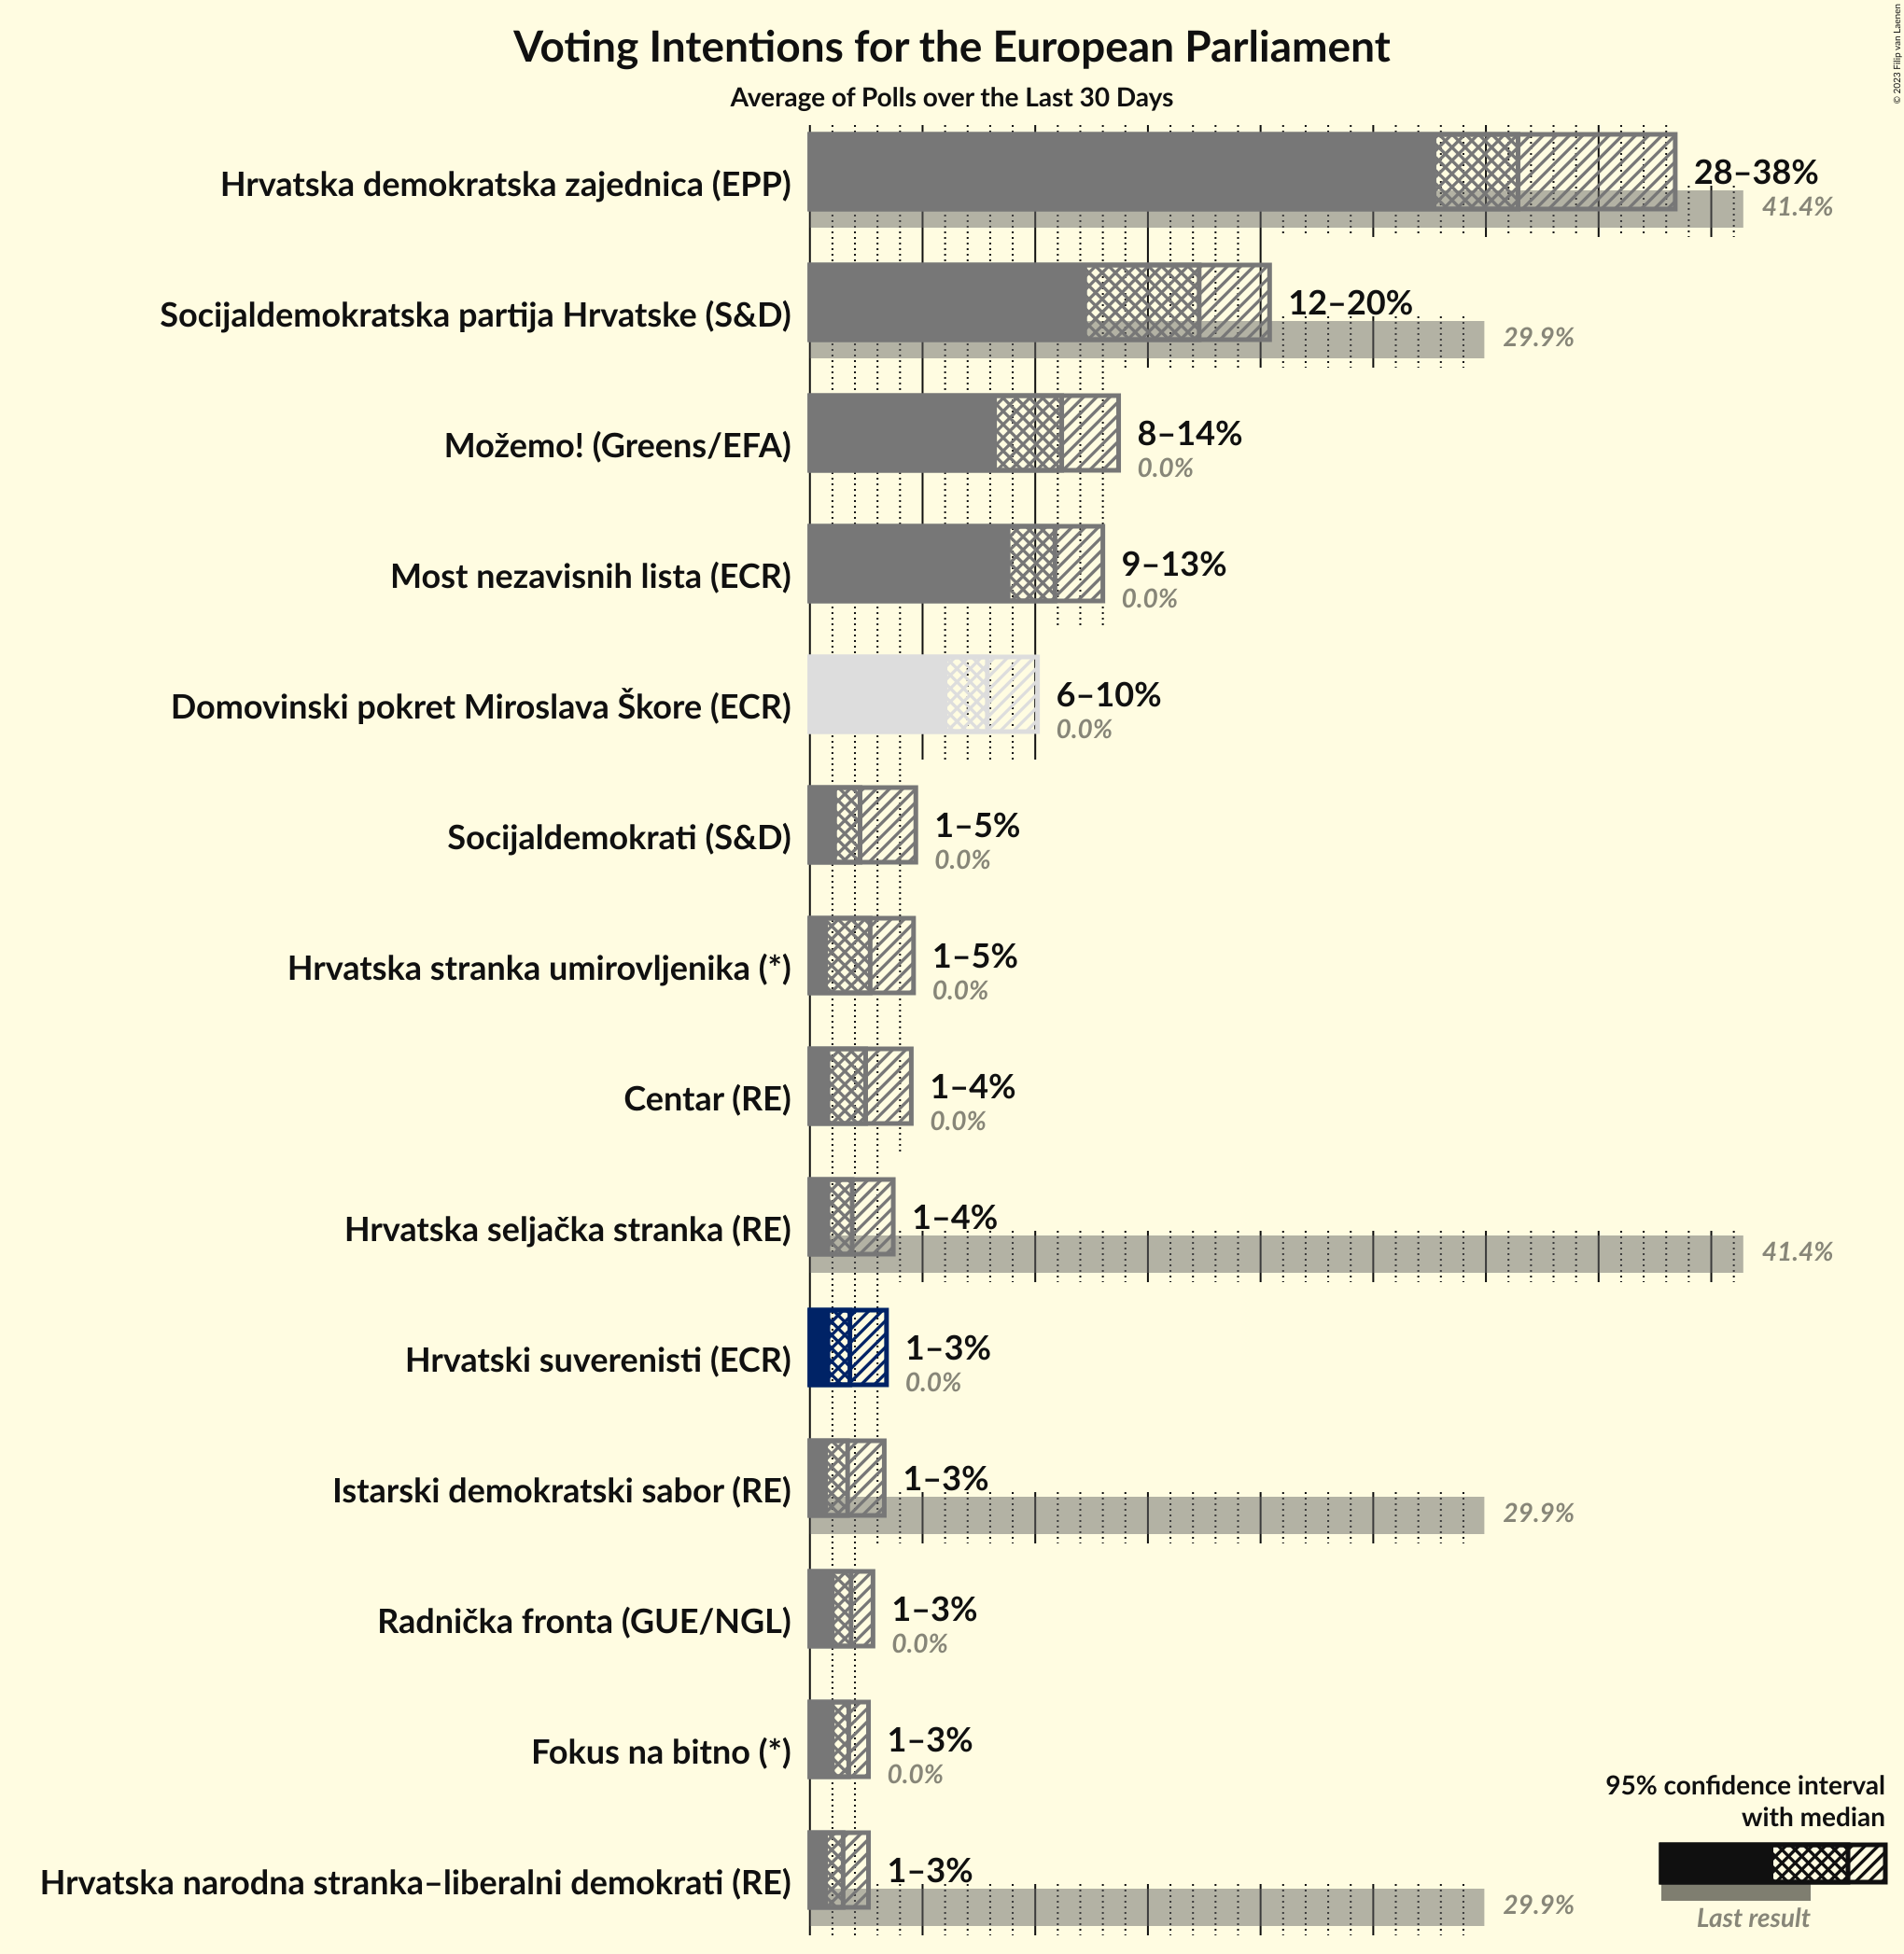 Voting Intentions for the European Parliament
Average of Polls over the Last 30 Days
© 2023 Filip van Laenen
Hrvatska demokratska zajednica (EPP)
28–38%
41.4%
Socijaldemokratska partija Hrvatske (S&D)
12–20%
29.9%
Možemo! (Greens/EFA)
8–14%
0.0%
Most nezavisnih lista (ECR)
9–13%
0.0%
Domovinski pokret Miroslava Škore (ECR)
6–10%
0.0%
Socijaldemokrati (S&D)
1–5%
0.0%
Hrvatska stranka umirovljenika (*)
1–5%
0.0%
Centar (RE)
1–4%
0.0%
Hrvatska seljačka stranka (RE)
1–4%
41.4%
Hrvatski suverenisti (ECR)
1–3%
0.0%
Istarski demokratski sabor (RE)
1–3%
29.9%
Radnička fronta (GUE/NGL)
1–3%
0.0%
Fokus na bitno (*)
1–3%
0.0%
Hrvatska narodna stranka–liberalni demokrati (RE)
1–3%
29.9%
95% confidence interval
with median
Last result